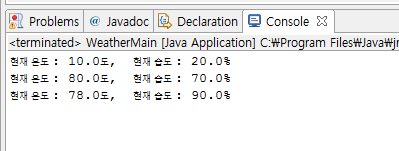 Problems @ Javadoc Declaration Console
<terminated> WeatherMain [Java Application] C:₩Program Files₩Java₩jr
현재 온도 : 10.0도, 현재 습도 : 20.0%
현재 온도 : 80.0도, 현재 습도 : 70.0%
현재 온도 : 78.0도, 현재 습도 : 90.0%